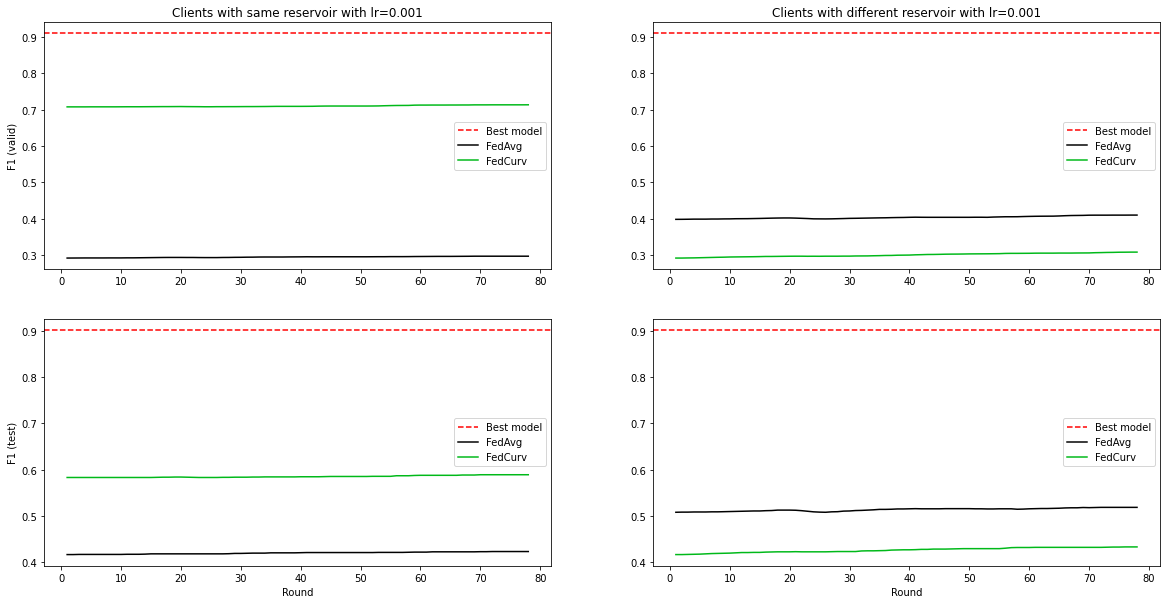 Clients with same reservoir with lr=0.001
0.9
0.8
0.7
0.6
0.5
0.4
0.3
F1 (valid)
Best model
FedAvg
FedCurv
0 10 20 30 40 50 60 70 80
Clients with different reservoir with lr=0.001
0.9
0.8
0.7
0.6
0.5
0.4
0.3
Best model
FedAvg
FedCurv
0 10 20 30 40 50 60 70 80
0.9
0.8
0.7
0.6
0.5
0.4
F1 (test)
Best model
FedAvg
FedCurv
0 10 20 30 40 50 60 70 80
Round
0.9
0.8
0.7
0.6
0.5
0.4
Best model
FedAvg
FedCurv
0 10 20 30 40 50 60 70 80
Round